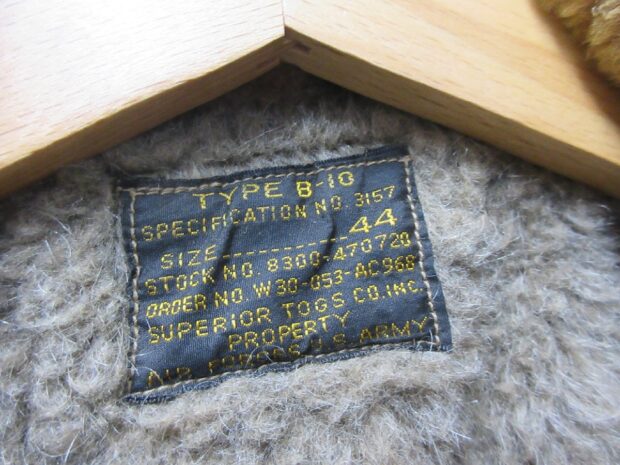 TYPE B-10
SPECIFICATION NO. 3157
SIZE----------44
STOCK NO. 8300-470720
ORDER NO. W 30-053-AC968
SUPERIOR TOGS CO. INC.
PROPERTY
AIR FORCES U.S. ARMY